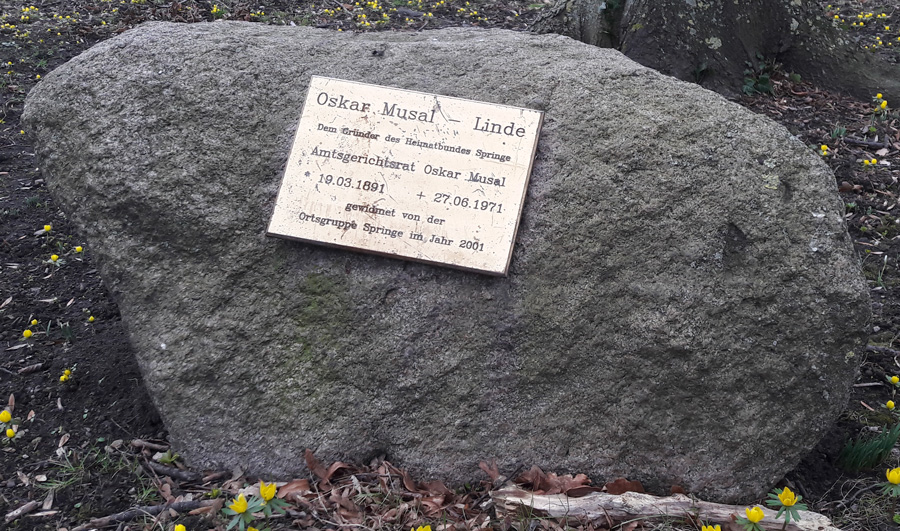 Oskar Musal – Linde
Dem Gründer des Heimatbundes Springe
Amtsgerichtsrat Oskar Musal
19.03.1891 + 27.06.1971
gewidmet von der
Ortsgruppe Springe im Jahr 2001